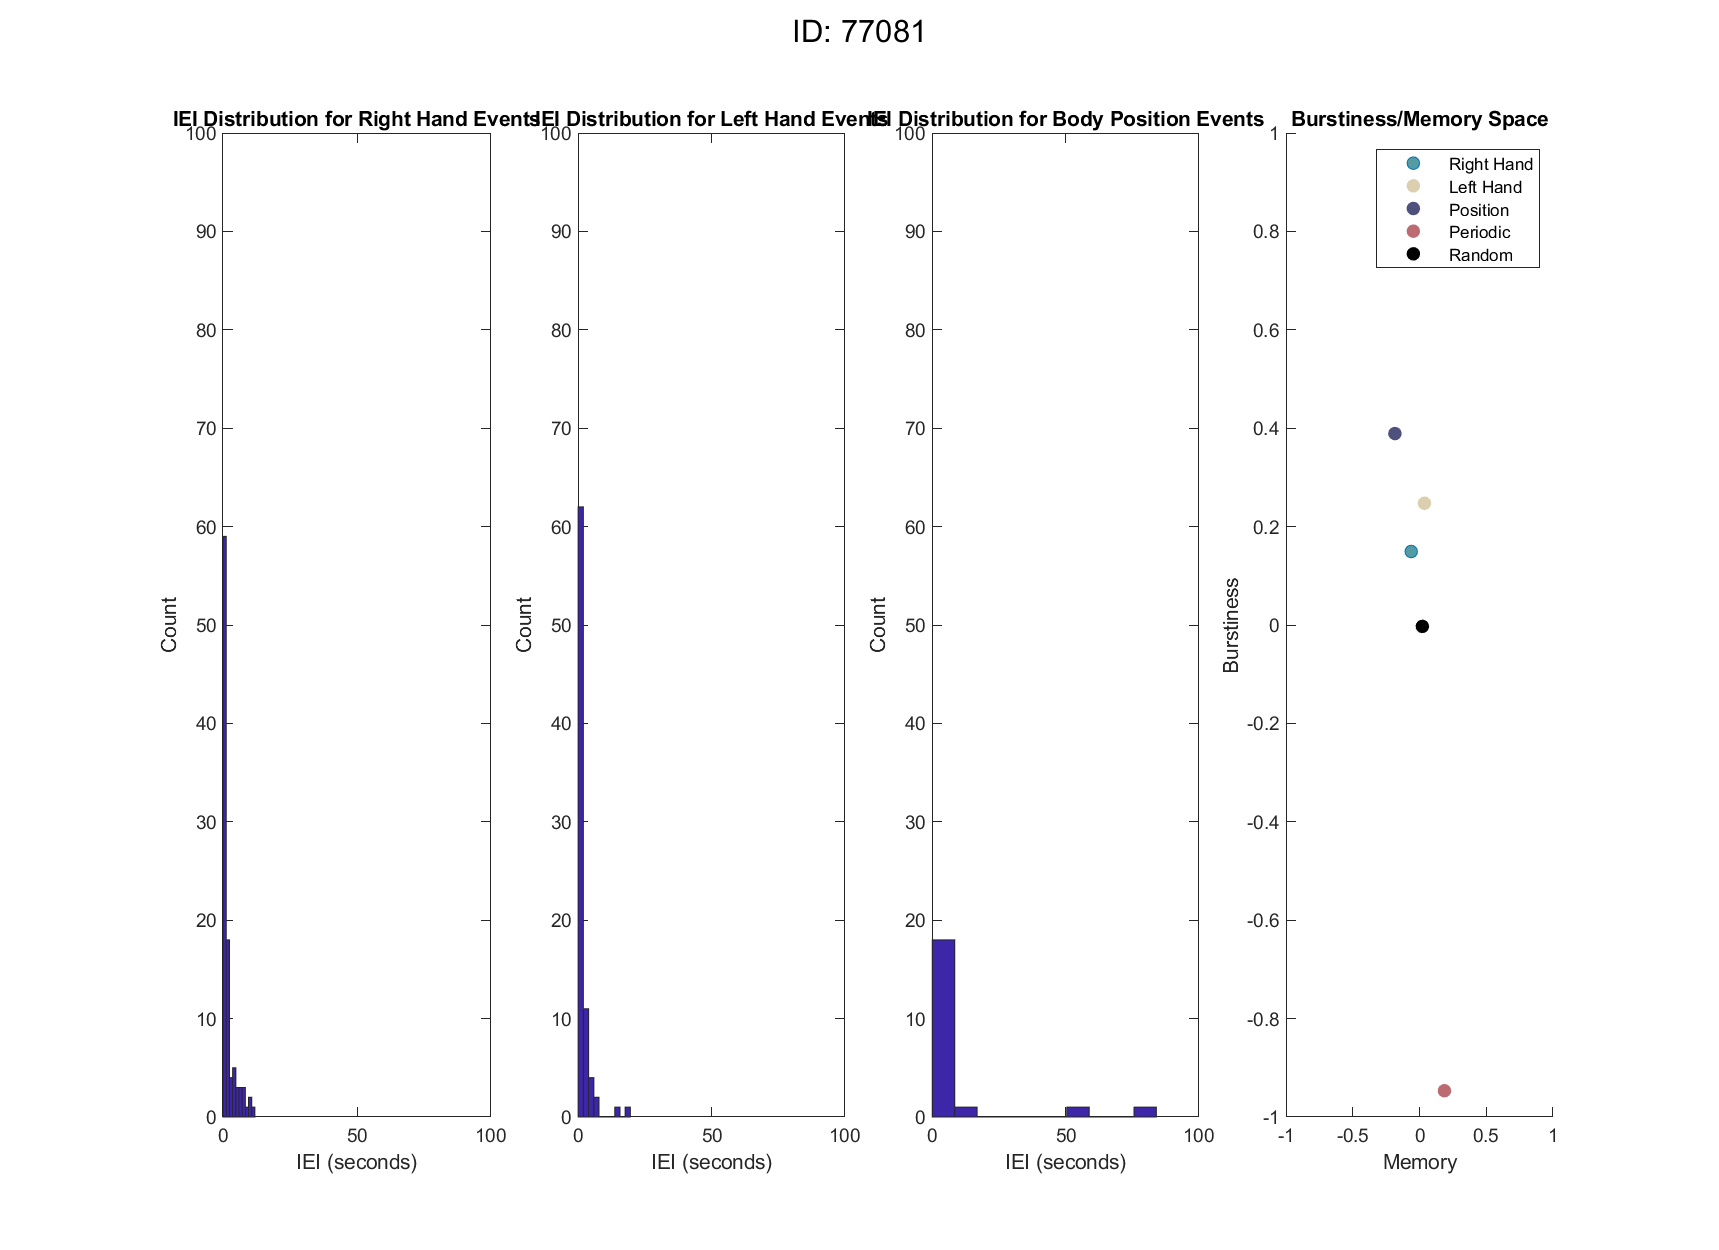 ID: 77081
IEI Distribution for Right Hand Events
100
90
80
70
60
50
40
30
20
10
0
0 50 100
Count
IEI (seconds)
IEI Distribution for Left Hand Events
100
90
80
70
60
50
40
30
20
10
0
0 50 100
Count
IEI (seconds)
IEI Distribution for Body Position Events
100
90
80
70
60
50
40
30
20
10
0
0 50 100
Count
IEI (seconds)
Burstiness/Memory Space
1
0.8
0.6
0.4
0.2
0
-0.2
-0.4
-0.6
-0.8
-1
-1 -0.5 0 0.5 1
Burstiness
Memory
Right Hand
Left Hand
Position
Periodic
Random